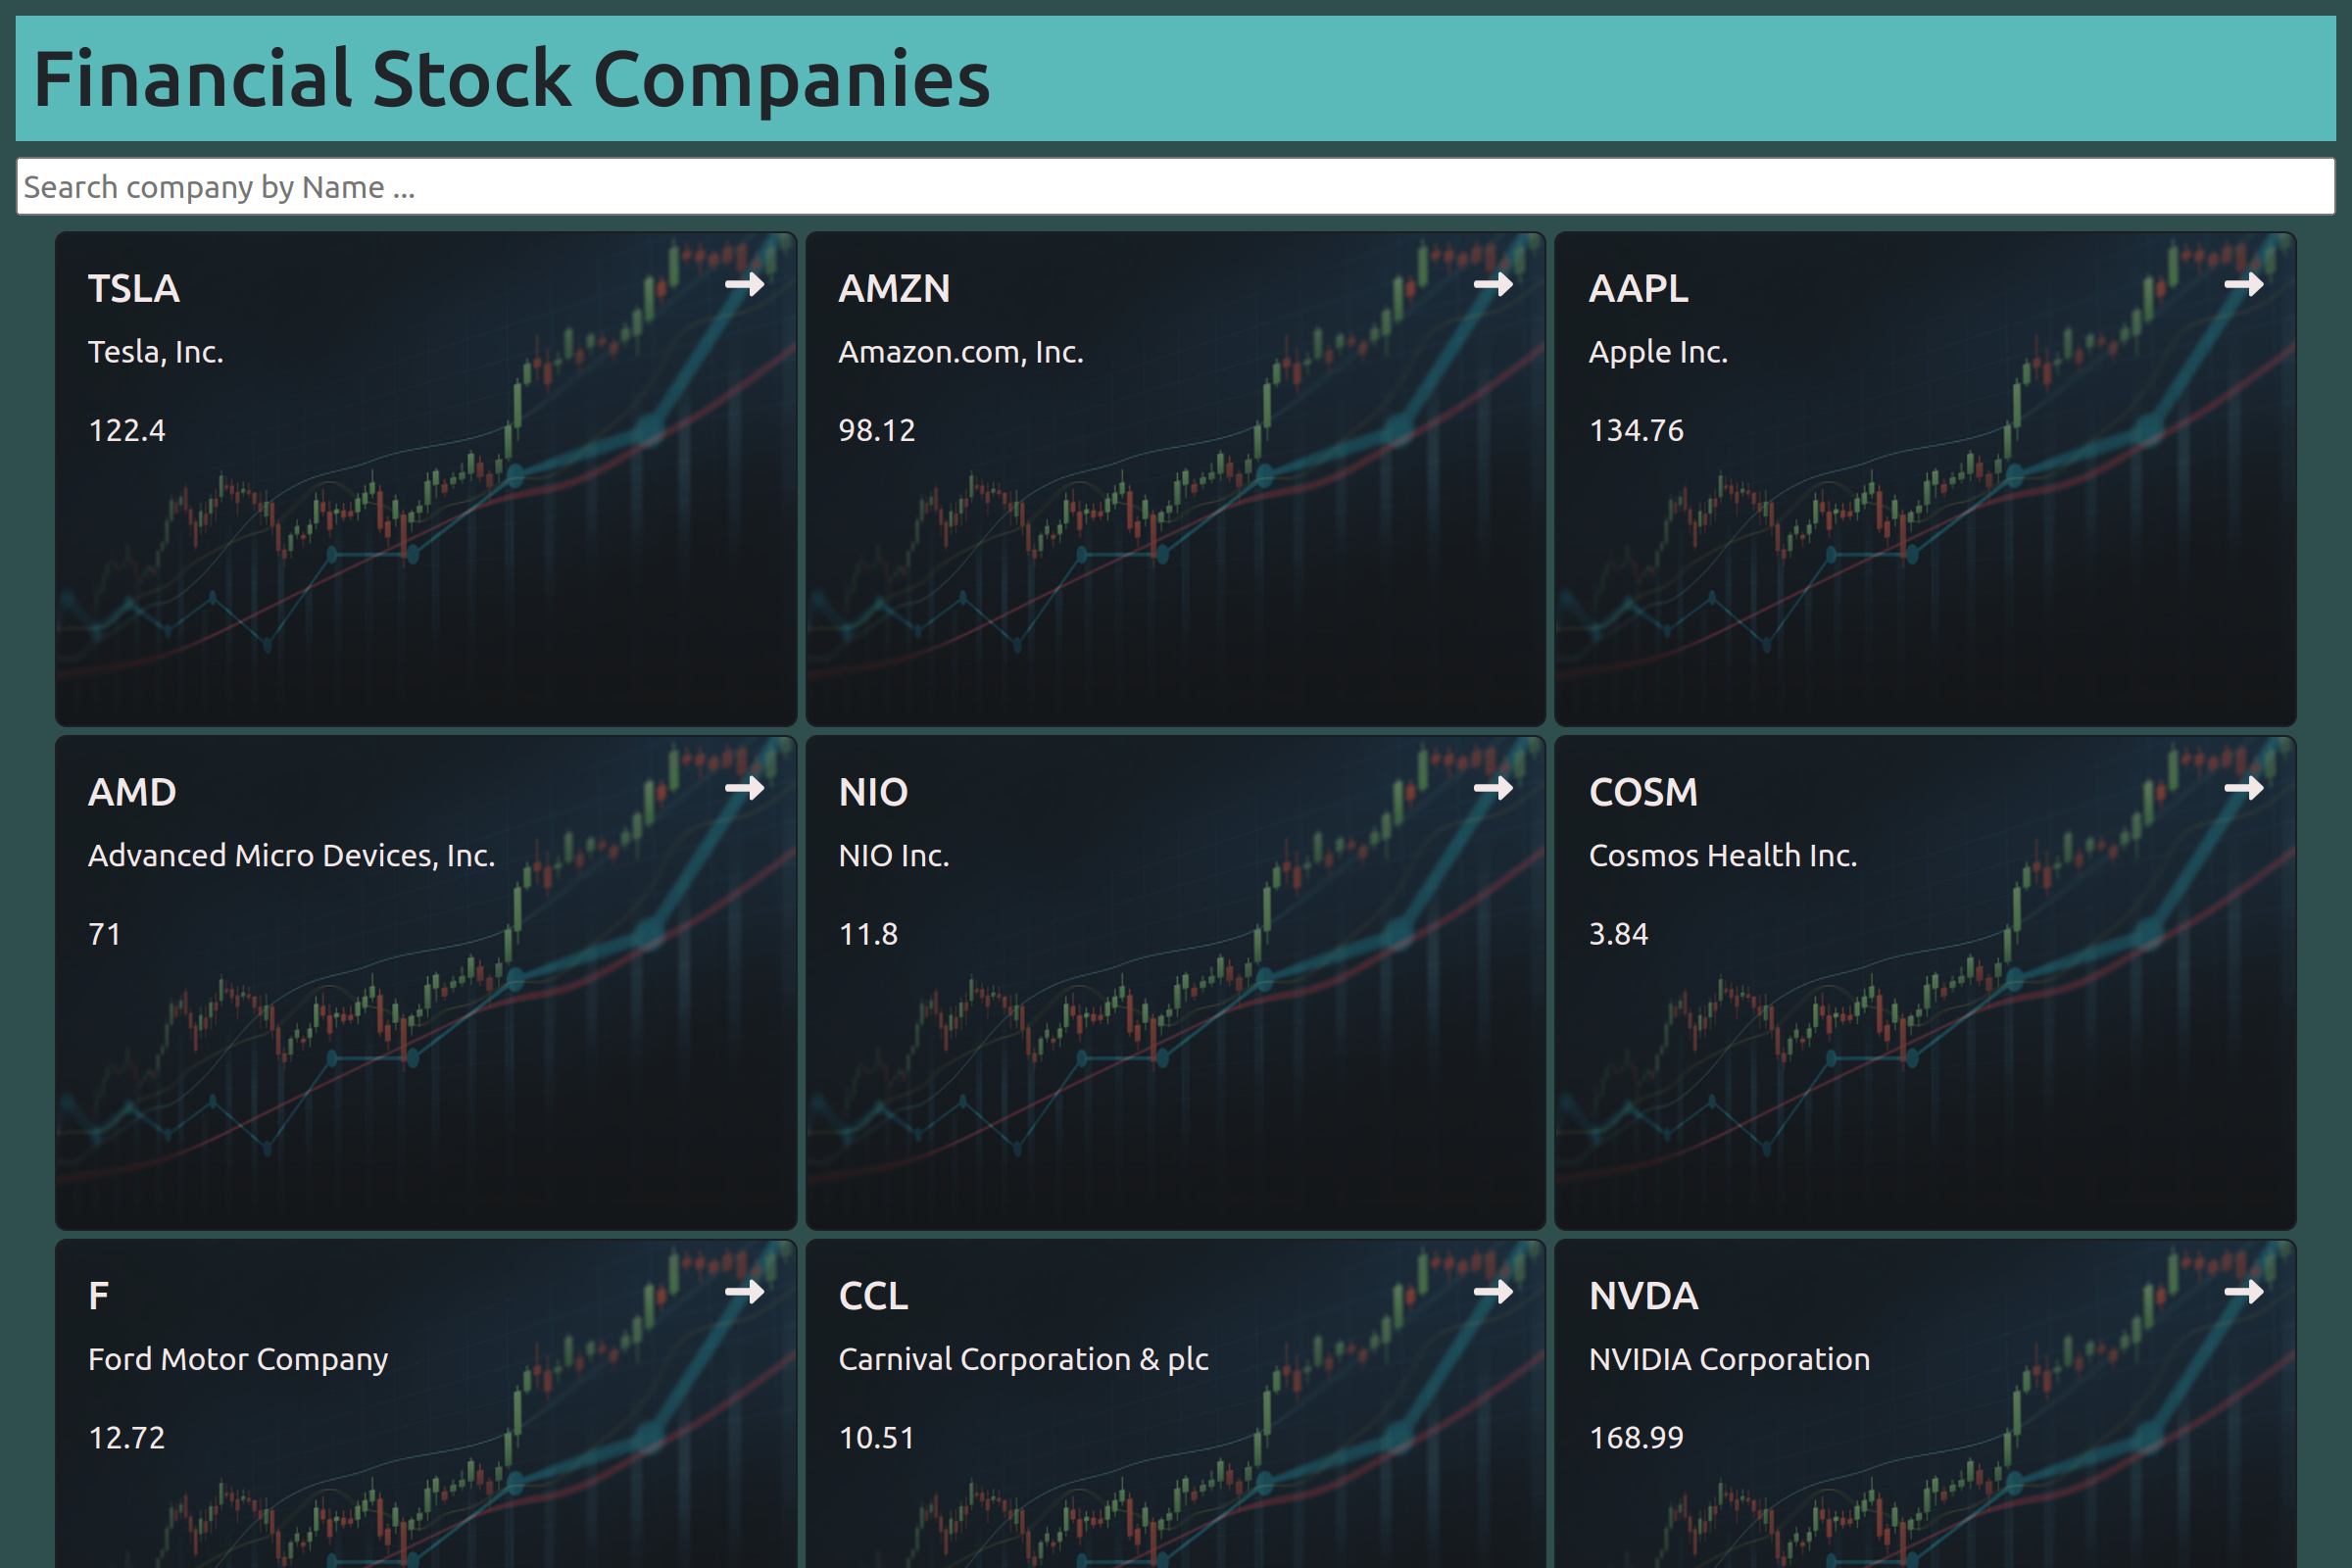 Financial Stock Companies
Search company by Name ...
TSLA
Tesla, Inc.
122.4
AMZN
Amazon.com, Inc.
98.12
AAPL
Apple Inc.
134.76
AMD
Advanced Micro Devices, Inc.
71
NIO
NIO Inc.
11.8
COSM
Cosmos Health Inc.
3.84
F
Ford Motor Company
12.72
CCL
Carnival Corporation & plc
10.51
NVDA
NVIDIA Corporation
168.99